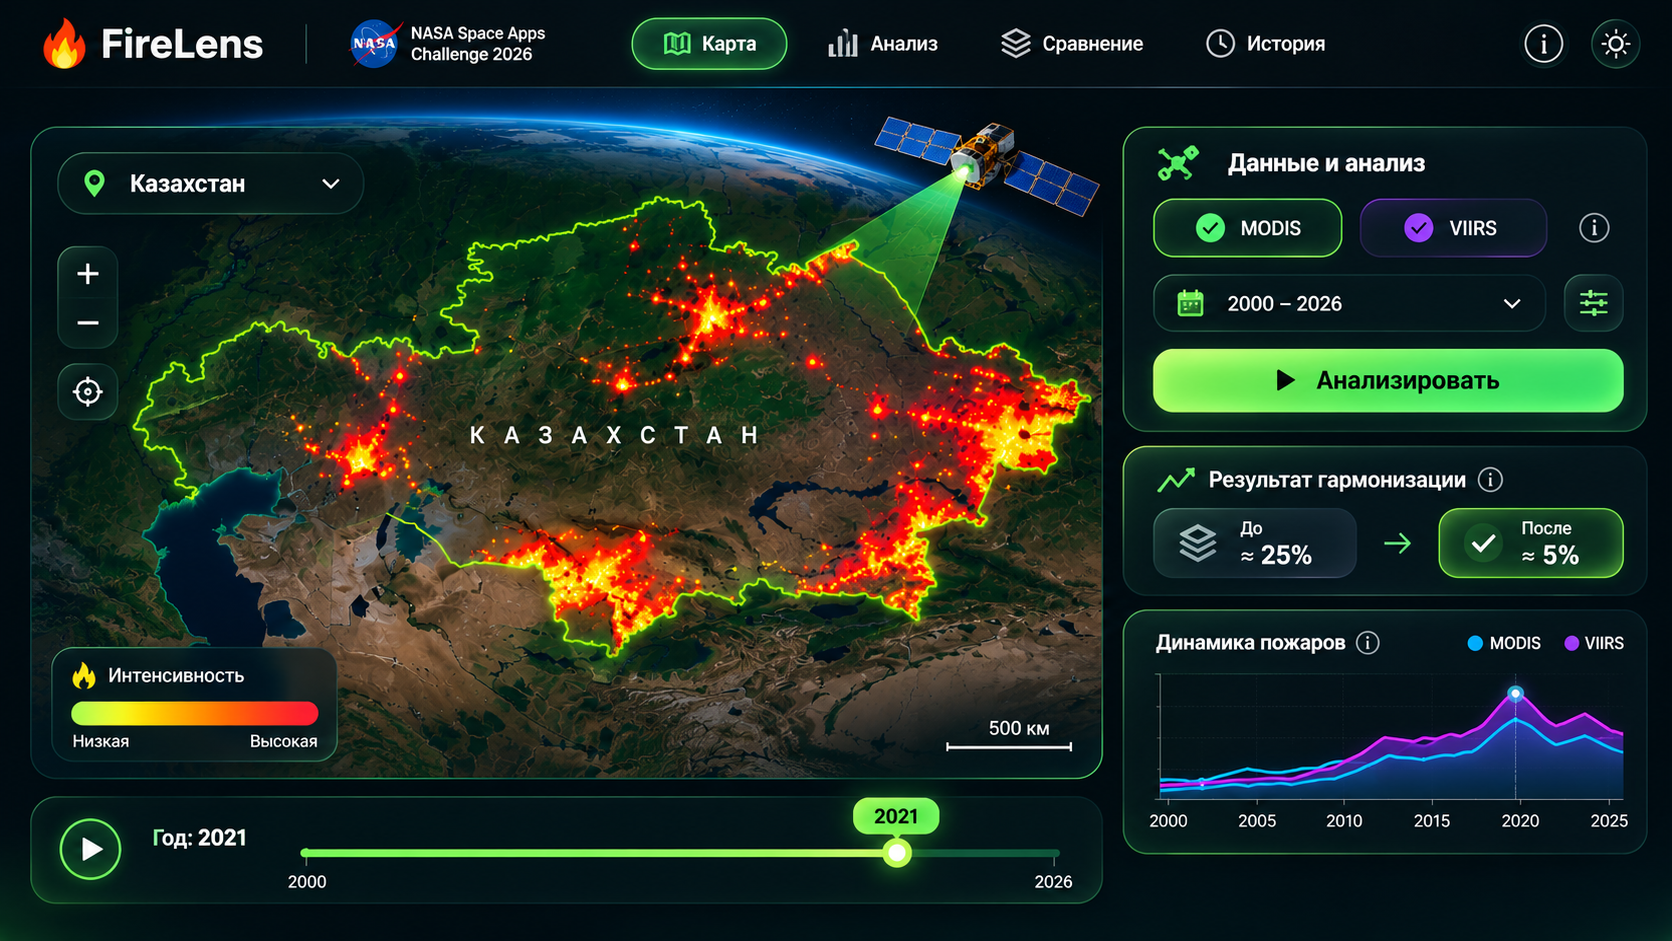 FireLens
NASA
NASA Space Apps
Challenge 2026
Карта
Анализ
Сравнение
История
Казахстан
КАЗАХСТАН
Интенсивность
Низкая
Высокая
500 км
Год: 2021
2021
2000
2026
Данные и анализ
MODIS
VIIRS
2000 – 2026
Анализировать
Результат гармонизации
До
≈ 25%
После
≈ 5%
Динамика пожаров
MODIS
VIIRS
2000
2005
2010
2015
2020
2025